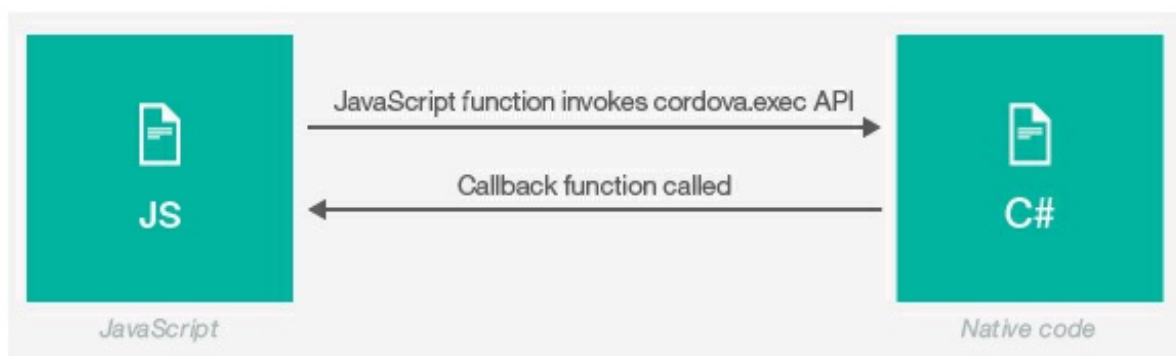 JavaScript function invokes cordova.exec API
Callback function called
JS
C#
JavaScript
Native code